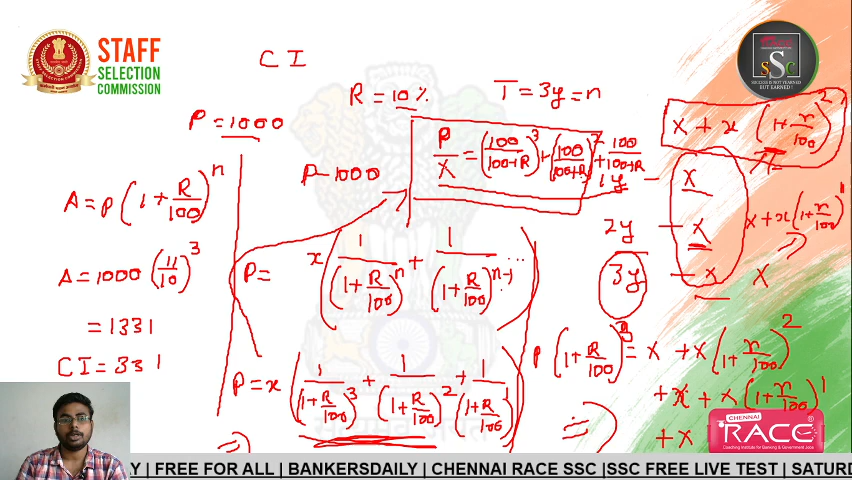 STAFF
SELECTION
COMMISSION
CI
R = 10%
T = 3y = n
P = 1000
A = P (1 + R/100)^n
A = 1000 (11/10)^3
= 1331
CI = 331
P - 1000
P/X = (100/100+R)^3 + (100/100+R)^2 + 100/100+R
P = x (1/(1+R/100)^n + 1/(1+R/100)^n-1 ...)
P = x (1/(1+R/100)^3 + 1/(1+R/100)^2 + 1/(1+R/100)^1)
⇒
SSC
SUCCESS IS NOT YEARNED
BUT EARNED !
x + x (1 + r/100)^2
1y - x
2y - x
x + x (1 + r/100)^1
3y - x
x
P (1 + R/100)^3 = x + x (1 + r/100)^2
+ x + x (1 + r/100)^1
+ x
⇒
CHENNAI
RACE
Coaching Institute for Banking & Government Jobs
AY | FREE FOR ALL | BANKERSDAILY | CHENNAI RACE SSC |SSC FREE LIVE TEST | SATURD